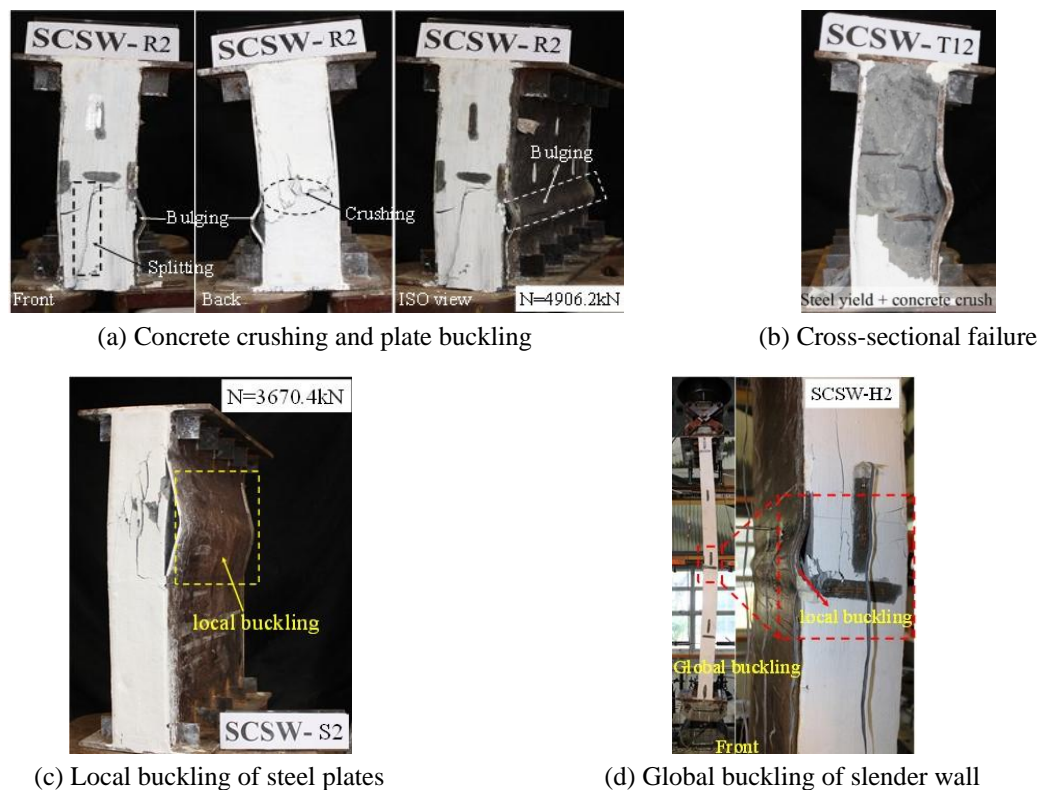 SCSW-R2
SCSW-R2
SCSW-R2
SCSW-T12
Bulging
Bulging
Crushing
Splitting
Front
Back
ISO view
N=4906.2kN
Steel yield + concrete crush
(a) Concrete crushing and plate buckling
(b) Cross-sectional failure
N=3670.4kN
local buckling
SCSW-S2
SCSW-H2
local buckling
Global buckling
Front
(c) Local buckling of steel plates
(d) Global buckling of slender wall